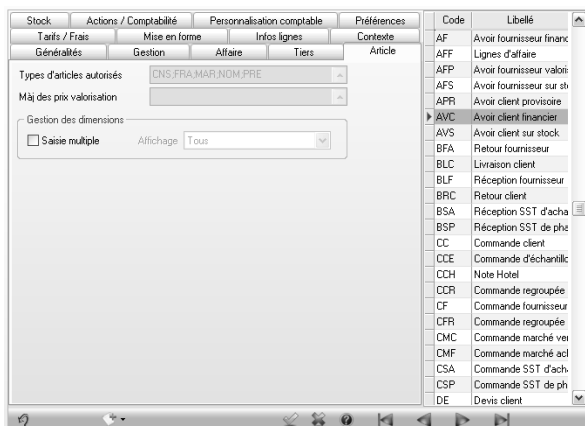 Stock Actions / Comptabilité Personnalisation comptable Préférences
Tarifs / Frais Mise en forme Infos lignes Contexte
Généralités Gestion Affaire Tiers Article
Types d'articles autorisés CNS;FRA;MAR;NOM;PRE
Màj des prix valorisation
Gestion des dimensions
Saisie multiple Affichage Tous
Code Libellé
AF Avoir fournisseur financ
AFF Lignes d'affaire
AFP Avoir fournisseur valoris
AFS Avoir fournisseur sur sto
APR Avoir client provisoire
AVC Avoir client financier
AVS Avoir client sur stock
BFA Retour fournisseur
BLC Livraison client
BLF Réception fournisseur
BRC Retour client
BSA Réception SST d'acha
BSP Réception SST de pha
CC Commande client
CCE Commande d'échantillo
CCH Note Hotel
CCR Commande regroupée
CF Commande fournisseur
CFR Commande regroupée
CMC Commande marché ver
CMF Commande marché acl
CSA Commande SST d'ach
CSP Commande SST de ph
DE Devis client